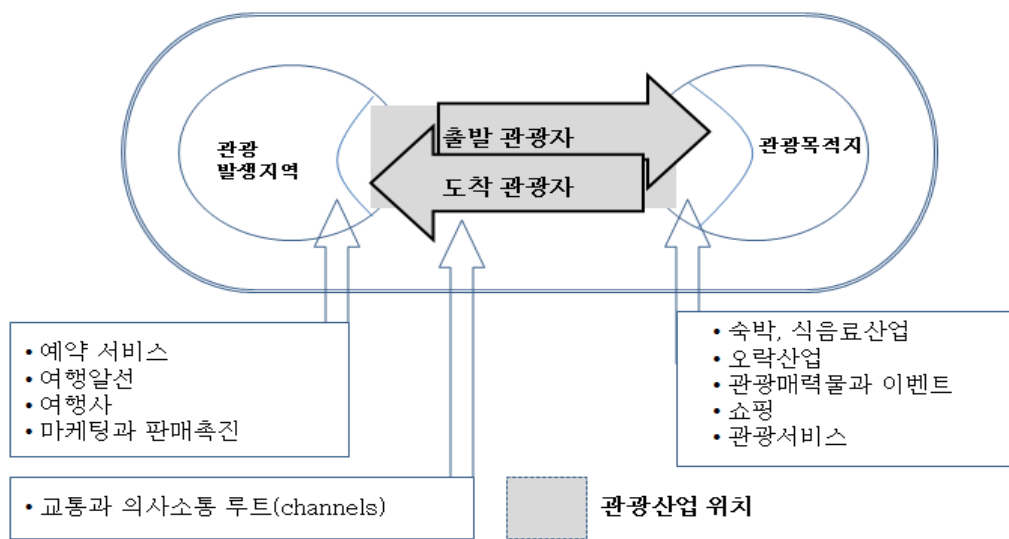 관광
발생지역
출발 관광자
도착 관광자
관광목적지
• 예약 서비스
• 여행알선
• 여행사
• 마케팅과 판매촉진
• 숙박, 식음료산업
• 오락산업
• 관광매력물과 이벤트
• 쇼핑
• 관광서비스
• 교통과 의사소통 루트(channels)
관광산업 위치